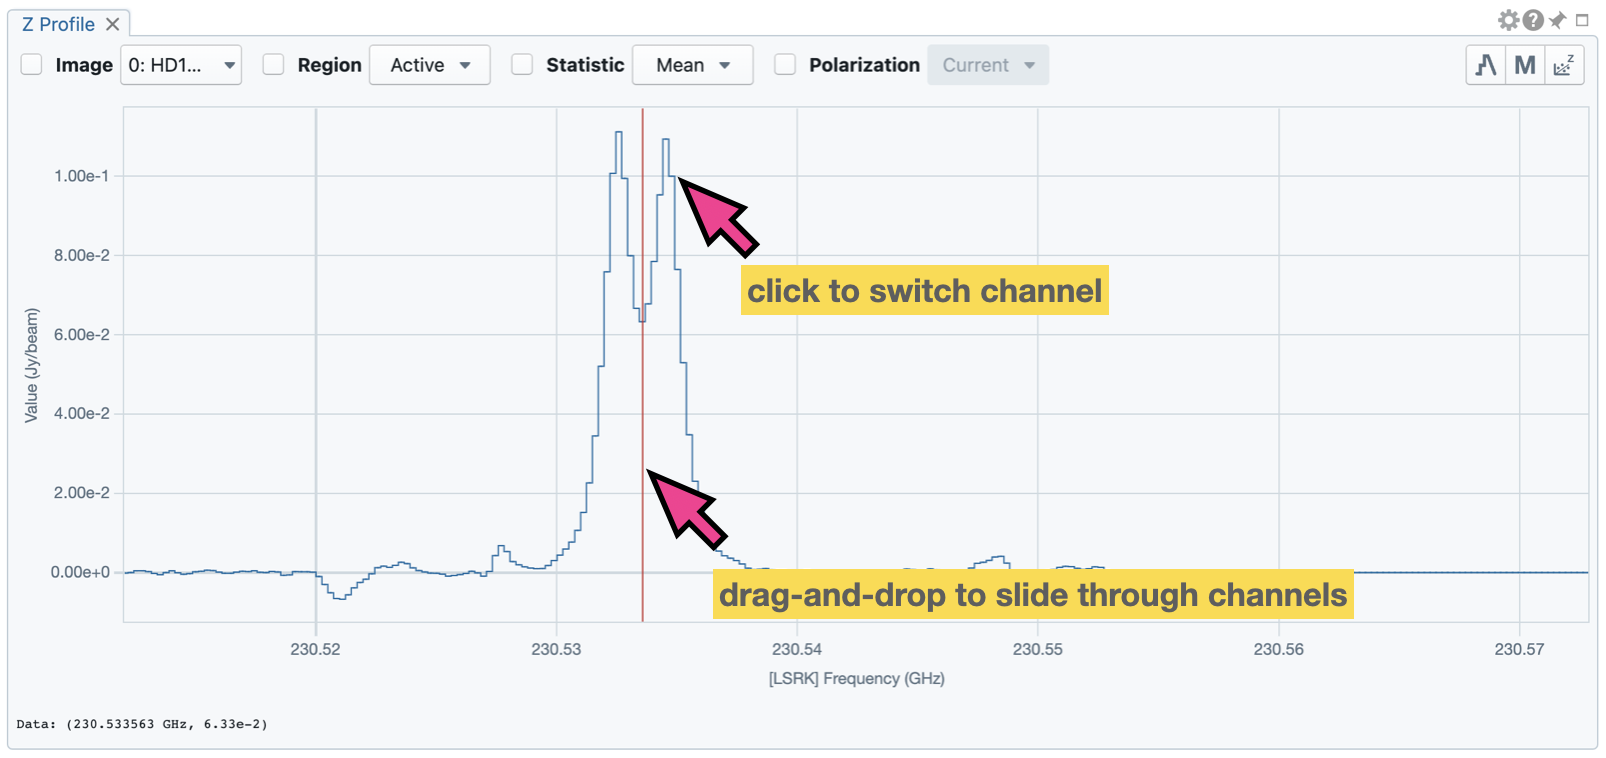 Z Profile
Image 0: HD1... Region Active Statistic Mean Polarization Current M Z
1.00e-1
8.00e-2
6.00e-2
4.00e-2
2.00e-2
0.00e+0
Value (Jy/beam)
click to switch channel
drag-and-drop to slide through channels
230.52 230.53 230.54 230.55 230.56 230.57
[LSRK] Frequency (GHz)
Data: (230.533563 GHz, 6.33e-2)